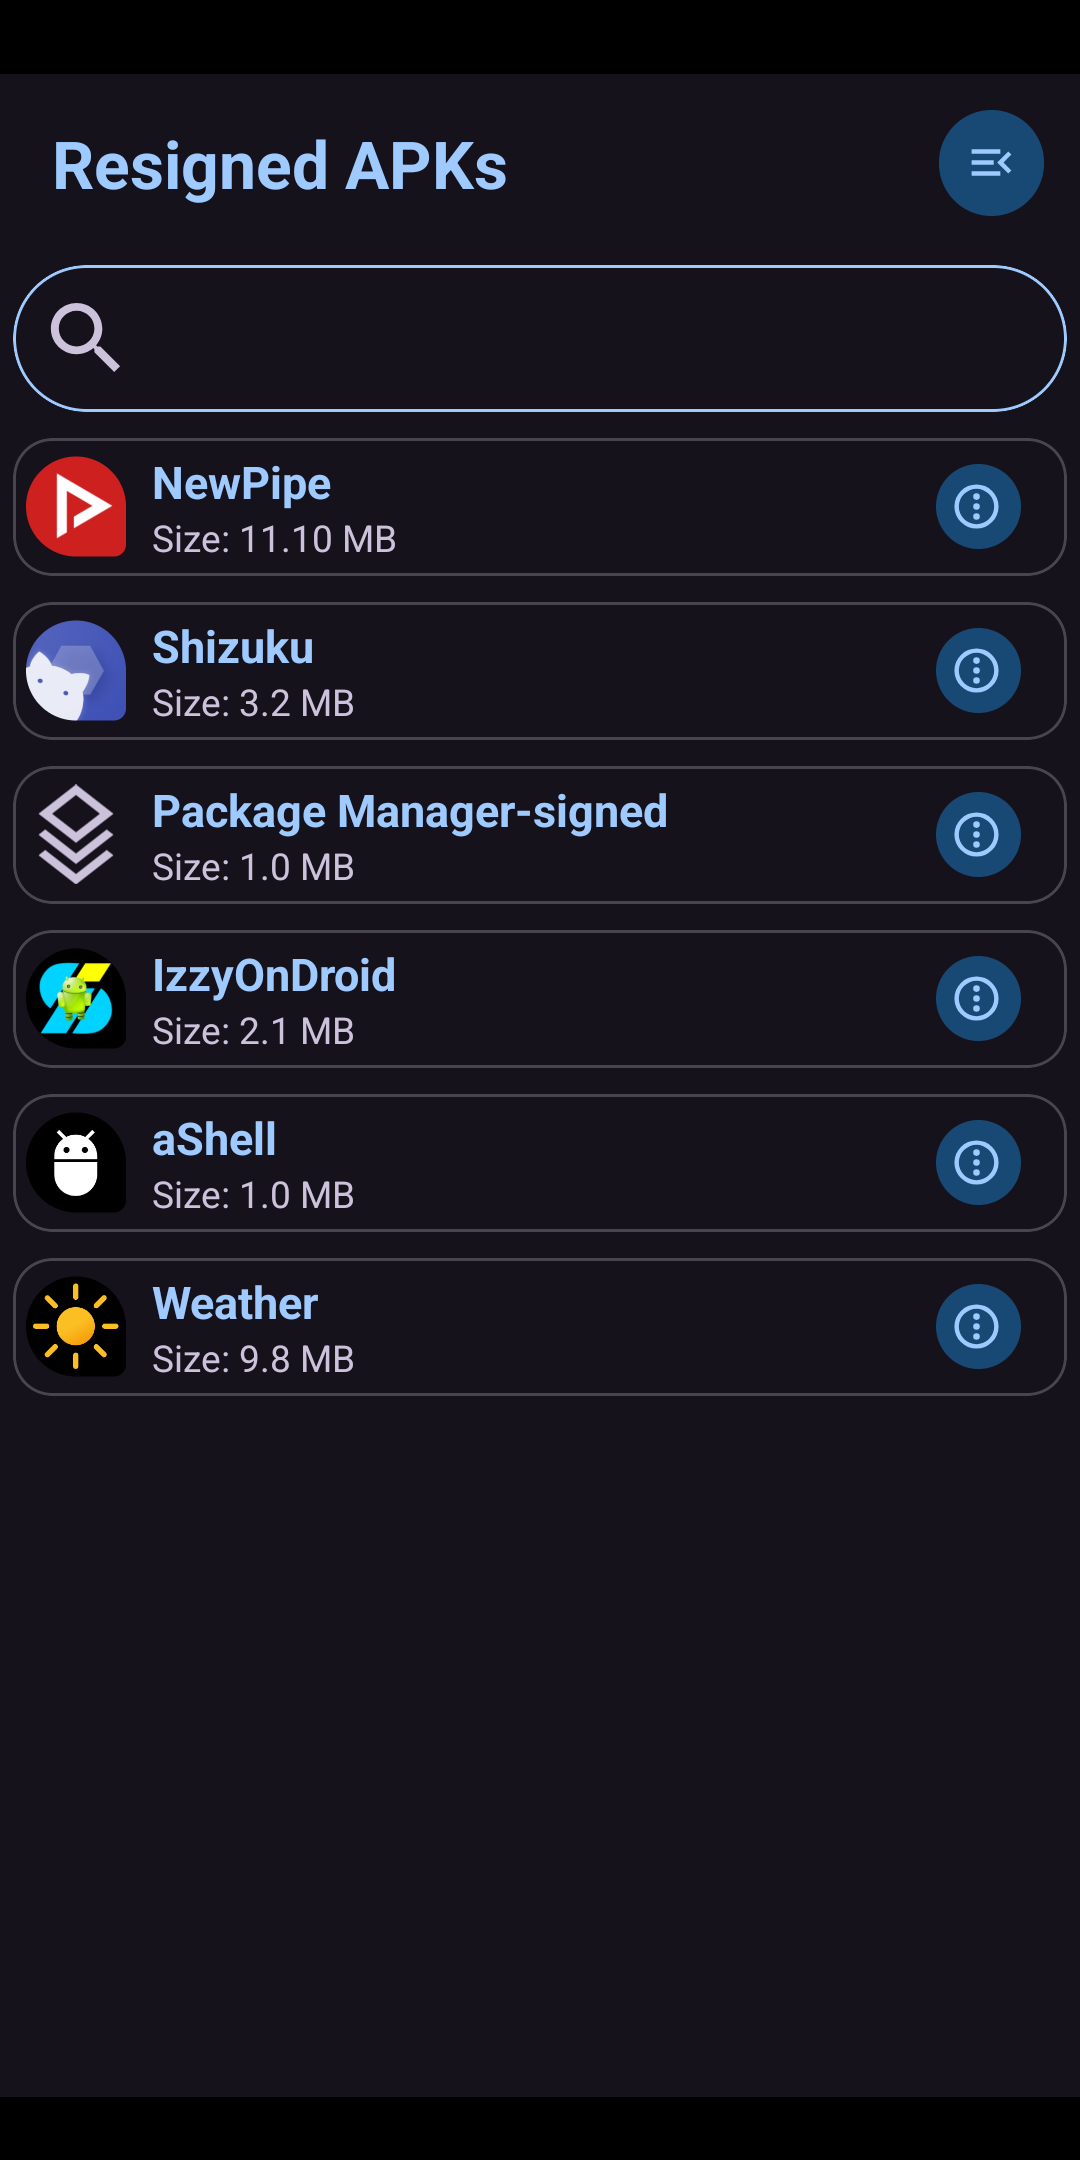 Resigned APKs
NewPipe
Size: 11.10 MB
Shizuku
Size: 3.2 MB
Package Manager-signed
Size: 1.0 MB
IzzyOnDroid
Size: 2.1 MB
aShell
Size: 1.0 MB
Weather
Size: 9.8 MB